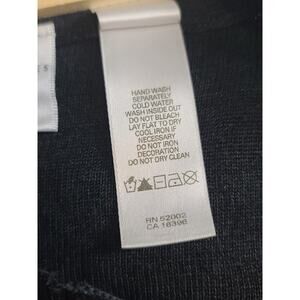 HAND WASH
SEPARATELY
COLD WATER
WASH INSIDE OUT
DO NOT BLEACH
LAY FLAT TO DRY
COOL IRON IF
NECESSARY
DO NOT IRON
DECORATION
DO NOT DRY CLEAN
RN 52002
CA 16396